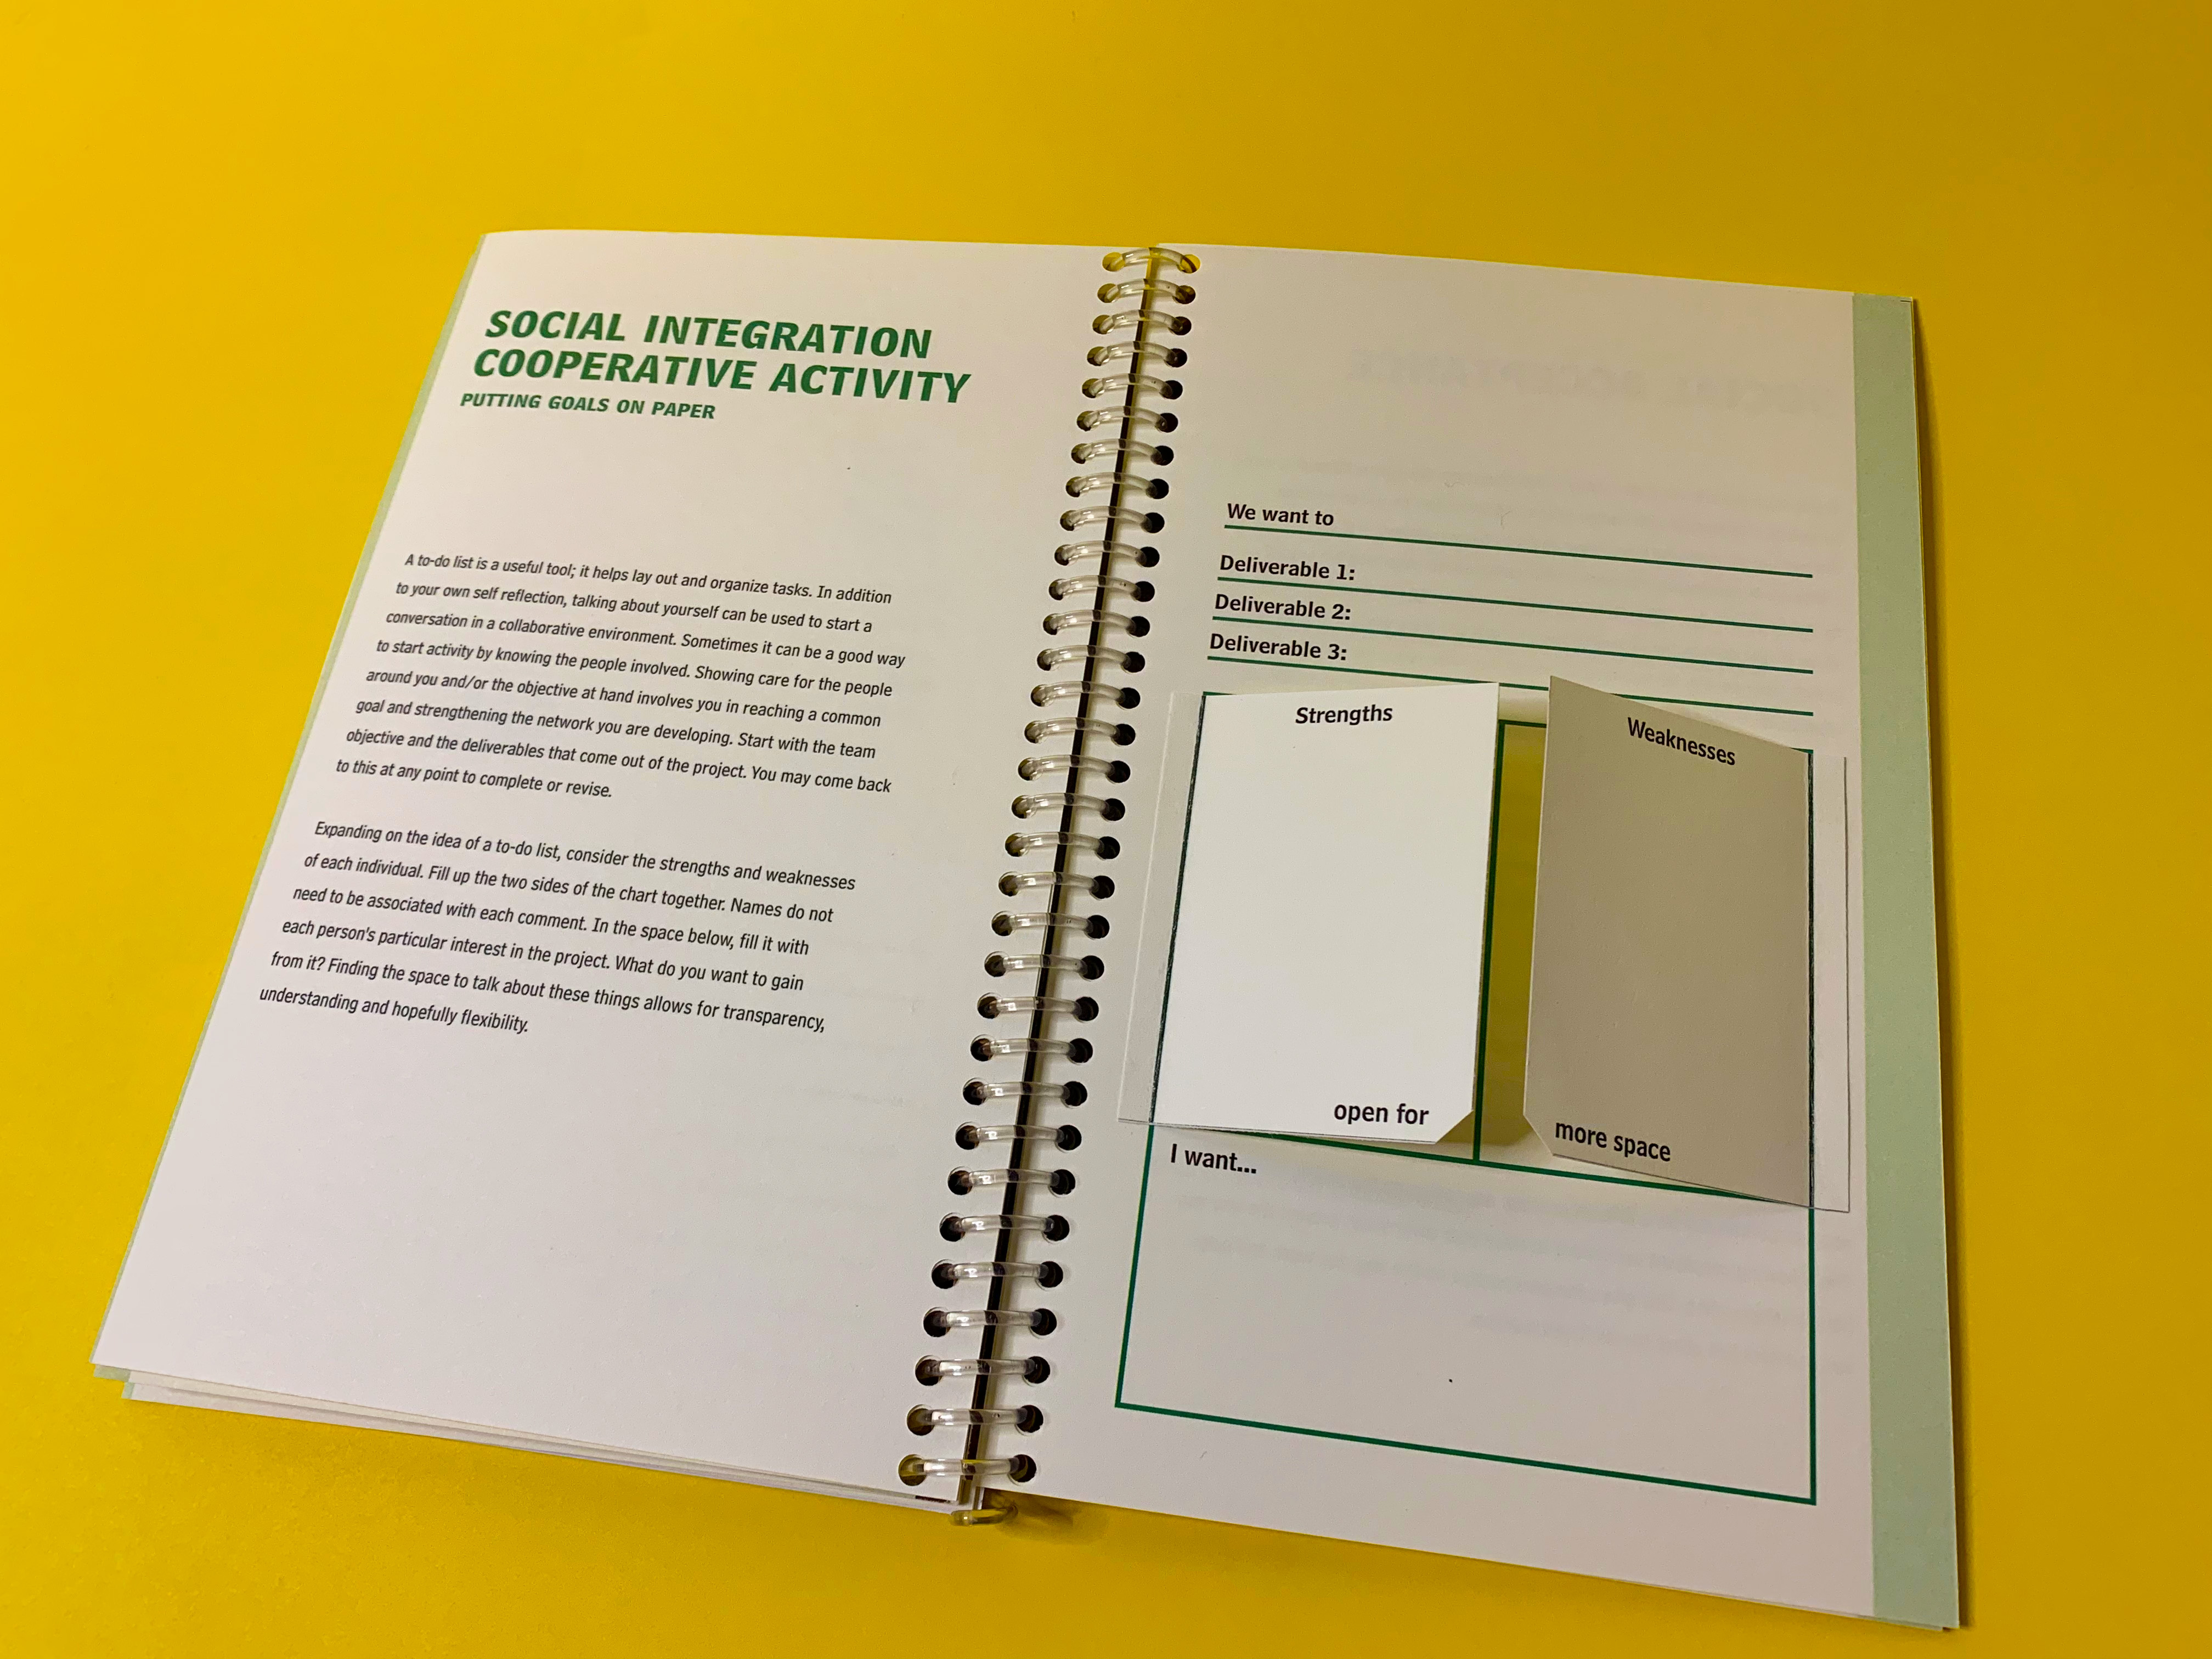 SOCIAL INTEGRATION
COOPERATIVE ACTIVITY
PUTTING GOALS ON PAPER
A to-do list is a useful tool; it helps lay out and organize tasks. In addition
to your own self reflection, talking about yourself can be used to start a
conversation in a collaborative environment. Sometimes it can be a good way
to start activity by knowing the people involved. Showing care for the people
around you and/or the objective at hand involves you in reaching a common
goal and strengthening the network you are developing. Start with the team
objective and the deliverables that come out of the project. You may come back
to this at any point to complete or revise.
Expanding on the idea of a to-do list, consider the strengths and weaknesses
of each individual. Fill up the two sides of the chart together. Names do not
need to be associated with each comment. In the space below, fill it with
each person's particular interest in the project. What do you want to gain
from it? Finding the space to talk about these things allows for transparency,
understanding and hopefully flexibility.
We want to
Deliverable 1:
Deliverable 2:
Deliverable 3:
Strengths
Weaknesses
open for
more space
I want...